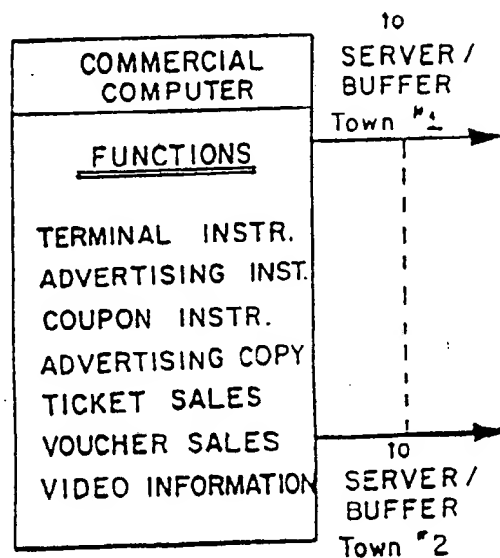 COMMERCIAL
COMPUTER
FUNCTIONS
TERMINAL INSTR.
ADVERTISING INST.
COUPON INSTR.
ADVERTISING COPY
TICKET SALES
VOUCHER SALES
VIDEO INFORMATION
to
SERVER/
BUFFER
Town #1
to
SERVER/
BUFFER
Town #2